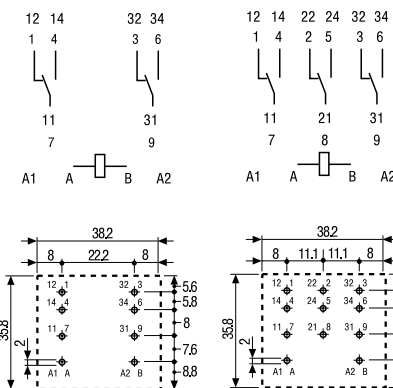 12 14 32 34 12 14 22 24 32 34
1 4 3 6 1 4 2 5 3 6
11 31 11 21 31
7 9 7 8 9
A1 A B A2 A1 A B A2
38,2 38,2
8 22,2 8 8 11,1 11,1 8
12 1 32 3 12 1 22 2 32 3
5,6
14 4 34 6 14 4 24 5 34 6
5,8
35,8 8 35,8
11 7 31 9 11 7 21 8 31 9
2 7,6 2
A1 A A2 B A1 A A2 B
8,8